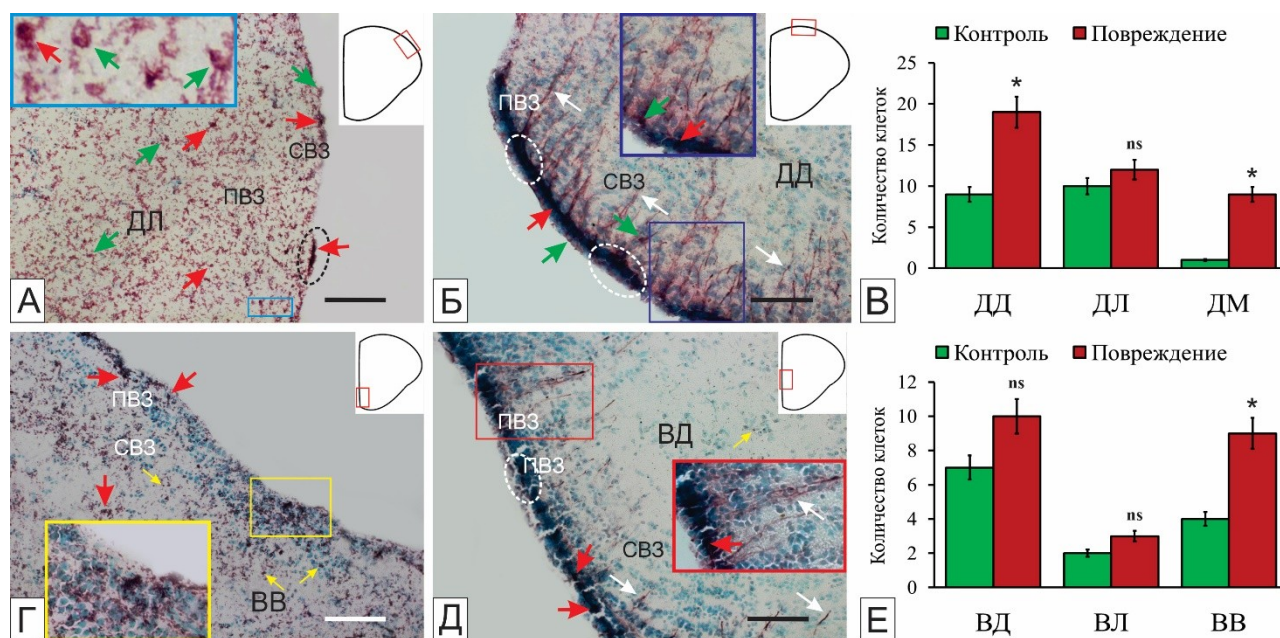 СВЗ
ПВЗ
ДЛ
А
ПВЗ
СВЗ
ДД
Б
Контроль Повреждение
Количество клеток
25
20
15
10
5
0
*
ns
*
ДД ДЛ ДМ
В
ПВЗ
СВЗ
ВВ
Г
ПВЗ
ВД
ПВЗ
СВЗ
Д
Контроль Повреждение
Количество клеток
12
10
8
6
4
2
0
ns
ns
*
ВД ВЛ ВВ
Е